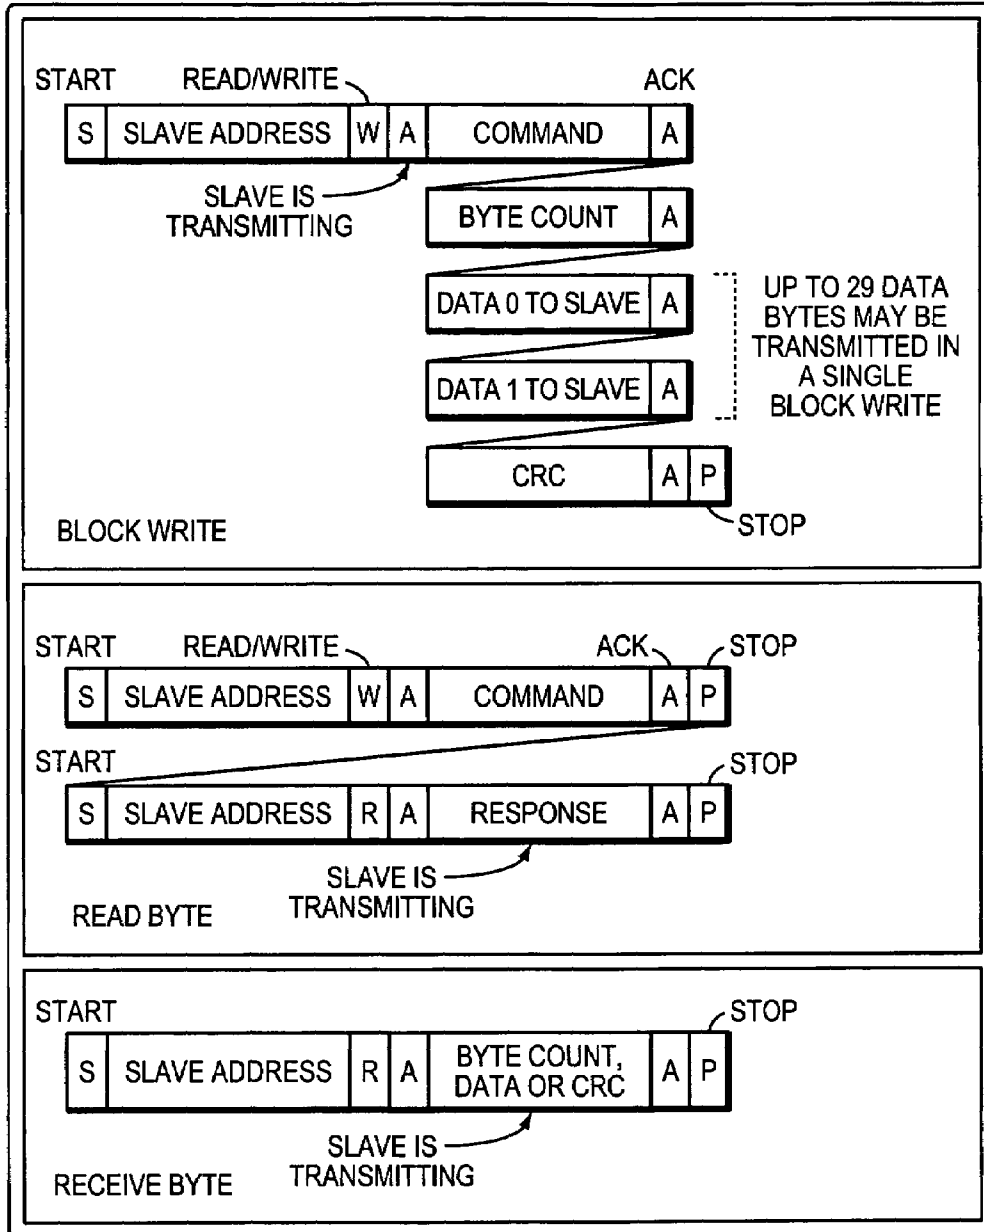 START READ/WRITE ACK
S SLAVE ADDRESS W A COMMAND A
SLAVE IS
TRANSMITTING
BYTE COUNT A
DATA 0 TO SLAVE A
DATA 1 TO SLAVE A
UP TO 29 DATA
BYTES MAY BE
TRANSMITTED IN
A SINGLE
BLOCK WRITE
CRC A P
STOP
BLOCK WRITE
START READ/WRITE ACK STOP
S SLAVE ADDRESS W A COMMAND A P
START STOP
S SLAVE ADDRESS R A RESPONSE A P
SLAVE IS
TRANSMITTING
READ BYTE
START STOP
S SLAVE ADDRESS R A BYTE COUNT, DATA OR CRC A P
SLAVE IS
TRANSMITTING
RECEIVE BYTE